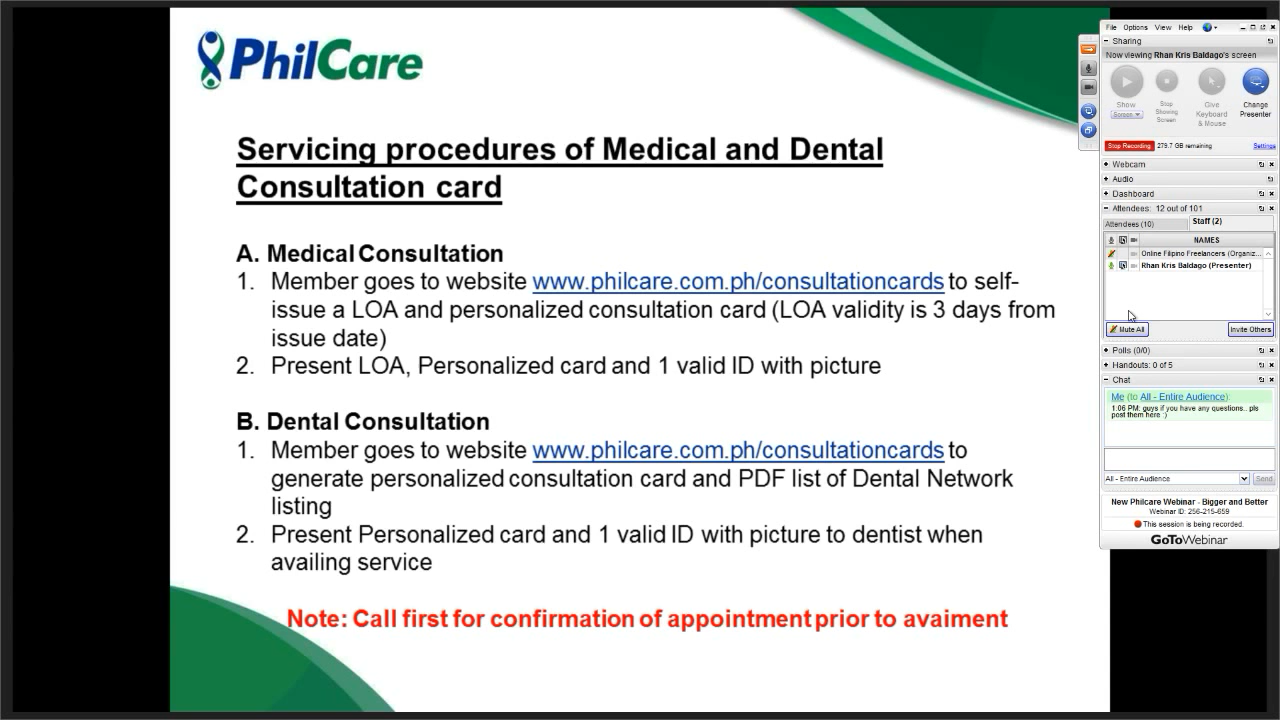 PhilCare
Servicing procedures of Medical and Dental
Consultation card
A. Medical Consultation
1. Member goes to website www.philcare.com.ph/consultationcards to self-
issue a LOA and personalized consultation card (LOA validity is 3 days from
issue date)
2. Present LOA, Personalized card and 1 valid ID with picture
B. Dental Consultation
1. Member goes to website www.philcare.com.ph/consultationcards to
generate personalized consultation card and PDF list of Dental Network
listing
2. Present Personalized card and 1 valid ID with picture to dentist when
availing service
Note: Call first for confirmation of appointment prior to avaiment
File Options View Help
Sharing
Now viewing Rhan Kris Baldago's screen
Show
Screen
Stop
Showing
Screen
Give
Keyboard
& Mouse
Change
Presenter
Stop Recording 279.7 GB remaining Settings
Webcam
Audio
Dashboard
Attendees: 12 out of 101
Attendees (10) Staff (2)
NAMES
Online Filipino Freelancers (Organiz...
Rhan Kris Baldago (Presenter)
Mute All Invite Others
Polls (0/0)
Handouts: 0 of 5
Chat
Me (to All - Entire Audience):
1:06 PM: guys if you have any questions.. pls
post them here :)
All - Entire Audience Send
New Philcare Webinar - Bigger and Better
Webinar ID: 256-215-659
This session is being recorded.
GoToWebinar